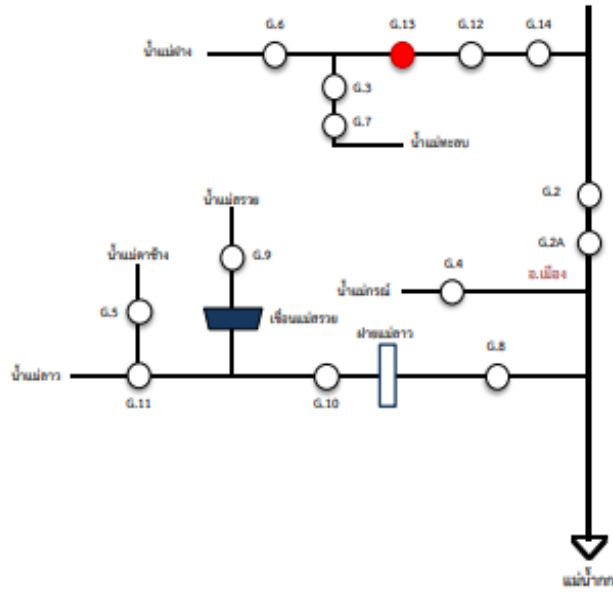 G.6
G.13
G.12
G.14
น้ำแม่ฝาง
G.3
G.7
น้ำแม่ทะลบ
น้ำแม่สรวย
G.2
น้ำแม่ตาช้าง
G.9
G.2A
G.4
อ.เมือง
น้ำแม่กรณ์
G.5
เขื่อนแม่สรวย
ฝายแม่ลาว
G.8
น้ำแม่ลาว
G.11
G.10
แม่น้ำกก